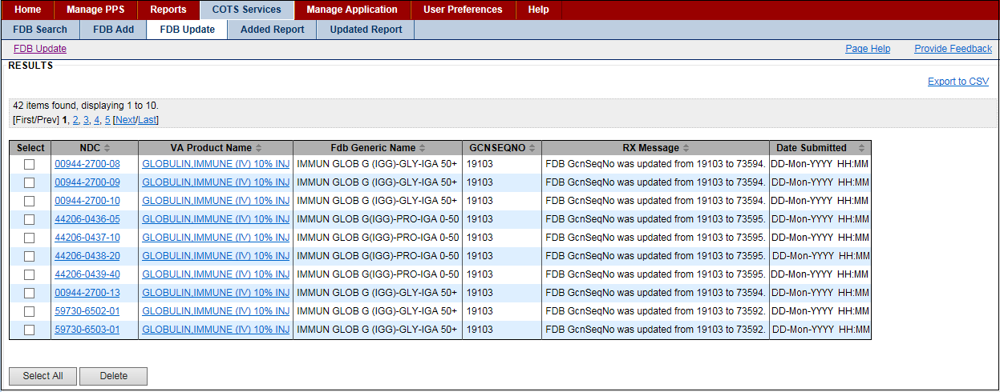 Home Manage PPS Reports COTS Services Manage Application User Preferences Help
FDB Search FDB Add FDB Update Added Report Updated Report
FDB Update Page Help Provide Feedback
RESULTS
Export to CSV
42 items found, displaying 1 to 10.
[First/Prev] 1, 2, 3, 4, 5 [Next/Last]
Select NDC VA Product Name Fdb Generic Name GCNSEQNO RX Message Date Submitted
00944-2700-08 GLOBULIN,IMMUNE (IV) 10% INJ IMMUN GLOB G (IGG)-GLY-IGA 50+ 19103 FDB GcnSeqNo was updated from 19103 to 73594. DD-Mon-YYYY HH:MM
00944-2700-09 GLOBULIN,IMMUNE (IV) 10% INJ IMMUN GLOB G (IGG)-GLY-IGA 50+ 19103 FDB GcnSeqNo was updated from 19103 to 73594. DD-Mon-YYYY HH:MM
00944-2700-10 GLOBULIN,IMMUNE (IV) 10% INJ IMMUN GLOB G (IGG)-GLY-IGA 50+ 19103 FDB GcnSeqNo was updated from 19103 to 73594. DD-Mon-YYYY HH:MM
44206-0436-05 GLOBULIN,IMMUNE (IV) 10% INJ IMMUN GLOB G(IGG)-PRO-IGA 0-50 19103 FDB GcnSeqNo was updated from 19103 to 73595. DD-Mon-YYYY HH:MM
44206-0437-10 GLOBULIN,IMMUNE (IV) 10% INJ IMMUN GLOB G(IGG)-PRO-IGA 0-50 19103 FDB GcnSeqNo was updated from 19103 to 73595. DD-Mon-YYYY HH:MM
44206-0438-20 GLOBULIN,IMMUNE (IV) 10% INJ IMMUN GLOB G(IGG)-PRO-IGA 0-50 19103 FDB GcnSeqNo was updated from 19103 to 73595. DD-Mon-YYYY HH:MM
44206-0439-40 GLOBULIN,IMMUNE (IV) 10% INJ IMMUN GLOB G(IGG)-PRO-IGA 0-50 19103 FDB GcnSeqNo was updated from 19103 to 73595. DD-Mon-YYYY HH:MM
00944-2700-13 GLOBULIN,IMMUNE (IV) 10% INJ IMMUN GLOB G (IGG)-GLY-IGA 50+ 19103 FDB GcnSeqNo was updated from 19103 to 73594. DD-Mon-YYYY HH:MM
59730-6502-01 GLOBULIN,IMMUNE (IV) 10% INJ IMMUN GLOB G (IGG)-GLY-IGA 50+ 19103 FDB GcnSeqNo was updated from 19103 to 73592. DD-Mon-YYYY HH:MM
59730-6503-01 GLOBULIN,IMMUNE (IV) 10% INJ IMMUN GLOB G (IGG)-GLY-IGA 50+ 19103 FDB GcnSeqNo was updated from 19103 to 73592. DD-Mon-YYYY HH:MM
Select All Delete